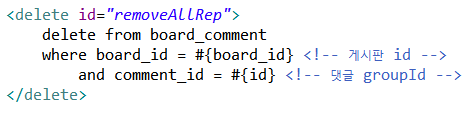 <delete id="removeAllRep">
delete from board_comment
where board_id = #{board_id} <!-- 게시판 id -->
and comment_id = #{id} <!-- 댓글 groupId -->
</delete>